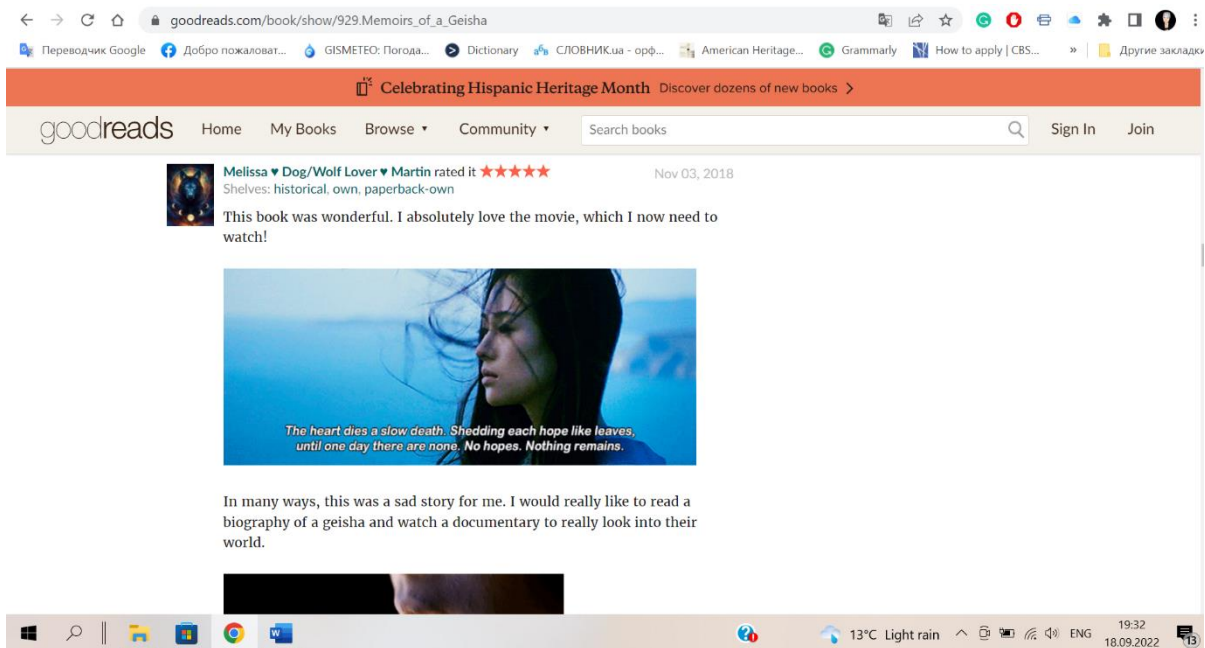 goodreads.com/book/show/929.Memoirs_of_a_Geisha
Переводчик Google Добро пожаловат... GISMETEO: Погода... Dictionary СЛОВНИК.ua - орф... American Heritage... Grammarly How to apply | CBS... » Другие закладки
Celebrating Hispanic Heritage Month Discover dozens of new books >
goodreads Home My Books Browse ▾ Community ▾ Search books Sign In Join
Melissa ♥ Dog/Wolf Lover ♥ Martin rated it ★★★★★ Nov 03, 2018
Shelves: historical, own, paperback-own
This book was wonderful. I absolutely love the movie, which I now need to
watch!
The heart dies a slow death. Shedding each hope like leaves,
until one day there are none. No hopes. Nothing remains.
In many ways, this was a sad story for me. I would really like to read a
biography of a geisha and watch a documentary to really look into their
world.
13°C Light rain ENG 19:32
18.09.2022 13